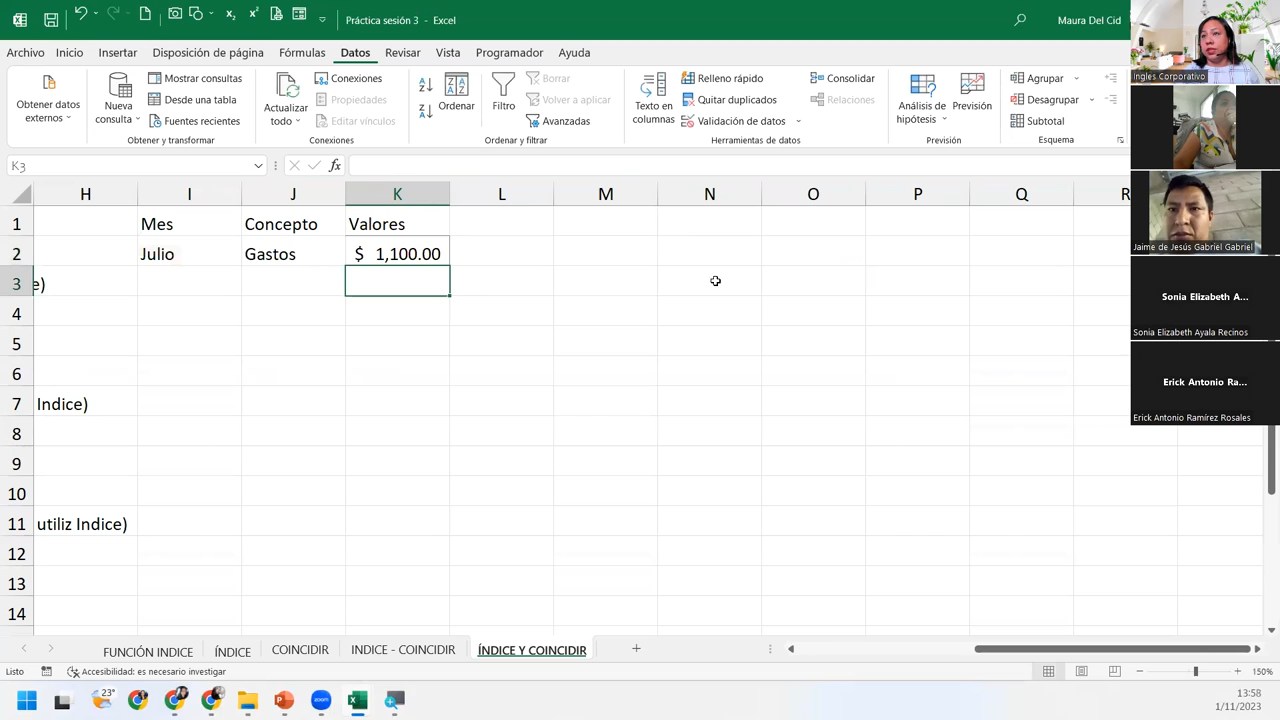 Práctica sesión 3 - Excel
Maura Del Cid
Archivo Inicio Insertar Disposición de página Fórmulas Datos Revisar Vista Programador Ayuda
Obtener datos externos
Nueva consulta
Mostrar consultas
Desde una tabla
Fuentes recientes
Obtener y transformar
Actualizar todo
Conexiones
Propiedades
Editar vínculos
Conexiones
Ordenar
Filtro
Borrar
Volver a aplicar
Avanzadas
Ordenar y filtrar
Texto en columnas
Relleno rápido
Quitar duplicados
Validación de datos
Consolidar
Relaciones
Herramientas de datos
Análisis de hipótesis
Previsión
Previsión
Agrupar
Desagrupar
Subtotal
Esquema
K3
fx
H I J K L M N O P Q R
1 Mes Concepto Valores
2 Julio Gastos $ 1,100.00
3 e)
4
5
6
7 Indice)
8
9
10
11 utiliz Indice)
12
13
14
FUNCIÓN INDICE ÍNDICE COINCIDIR INDICE - COINCIDIR ÍNDICE Y COINCIDIR
Listo Accesibilidad: es necesario investigar 150%
23°
13:58
1/11/2023
Ingles Corporativo
Jaime de Jesús Gabriel Gabriel
Sonia Elizabeth A...
Sonia Elizabeth Ayala Recinos
Erick Antonio Ra...
Erick Antonio Ramírez Rosales